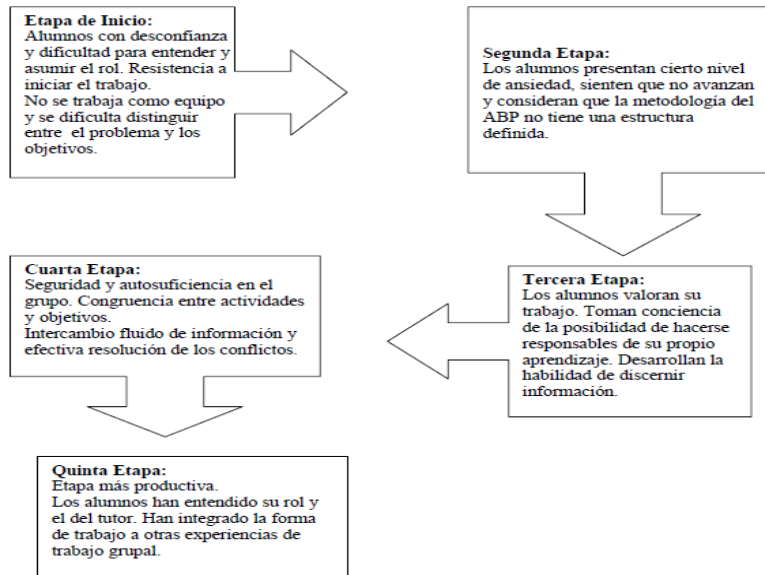 Etapa de Inicio:
Alumnos con desconfianza
y dificultad para entender y
asumir el rol. Resistencia a
iniciar el trabajo.
No se trabaja como equipo
y se dificulta distinguir
entre el problema y los
objetivos.
Segunda Etapa:
Los alumnos presentan cierto nivel
de ansiedad, sienten que no avanzan
y consideran que la metodología del
ABP no tiene una estructura
definida.
Tercera Etapa:
Los alumnos valoran su
trabajo. Toman conciencia
de la posibilidad de hacerse
responsables de su propio
aprendizaje. Desarrollan la
habilidad de discernir
información.
Cuarta Etapa:
Seguridad y autosuficiencia en el
grupo. Congruencia entre actividades
y objetivos.
Intercambio fluido de información y
efectiva resolución de los conflictos.
Quinta Etapa:
Etapa más productiva.
Los alumnos han entendido su rol y
el del tutor. Han integrado la forma
de trabajo a otras experiencias de
trabajo grupal.